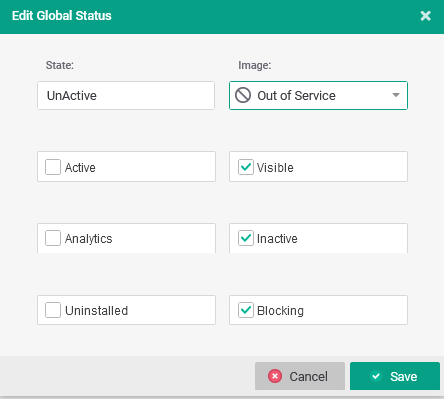 Edit Global Status
State: Image:
UnActive Out of Service
Active Visible
Analytics Inactive
Uninstalled Blocking
Cancel Save